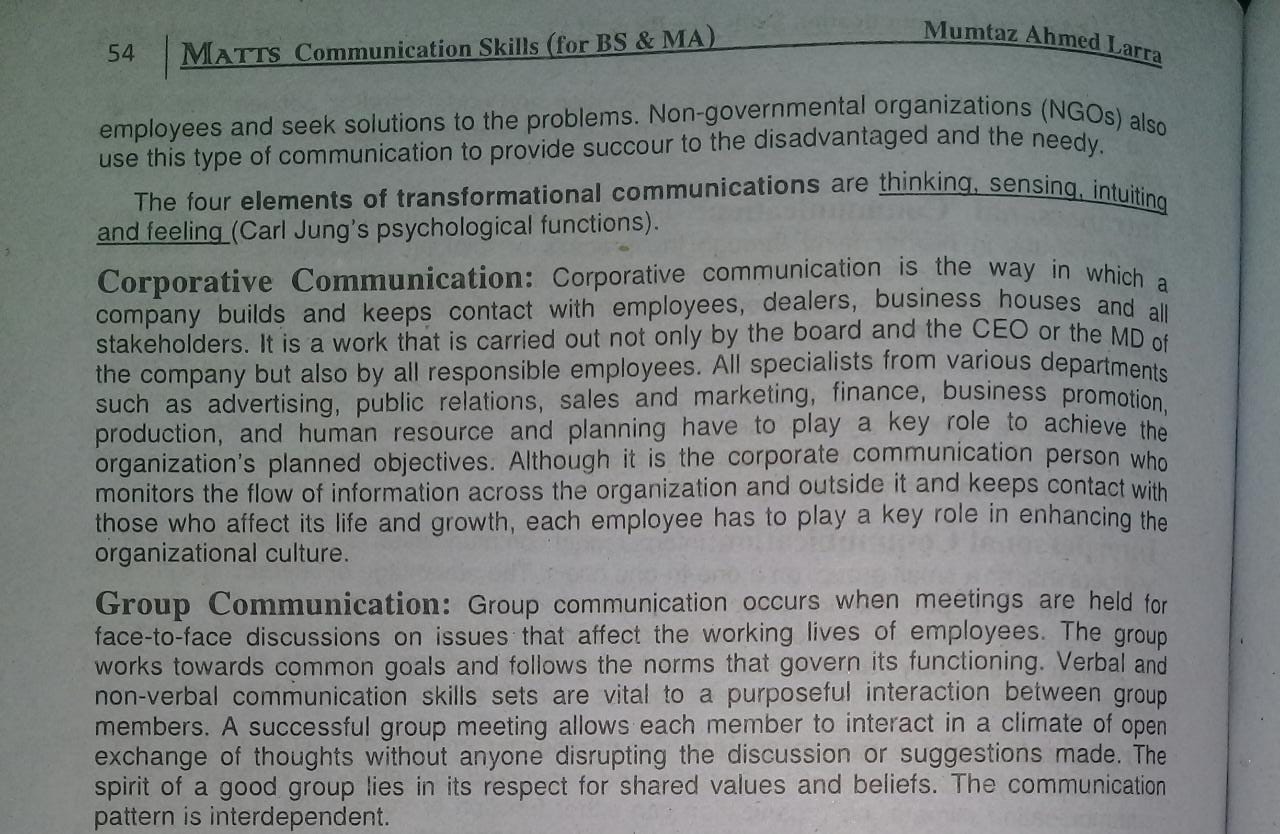 54 | MATTS Communication Skills (for BS & MA) Mumtaz Ahmed Larra
employees and seek solutions to the problems. Non-governmental organizations (NGOs) also
use this type of communication to provide succour to the disadvantaged and the needy.
The four elements of transformational communications are thinking, sensing, intuiting
and feeling (Carl Jung's psychological functions).
Corporative Communication: Corporative communication is the way in which a
company builds and keeps contact with employees, dealers, business houses and all
stakeholders. It is a work that is carried out not only by the board and the CEO or the MD of
the company but also by all responsible employees. All specialists from various departments
such as advertising, public relations, sales and marketing, finance, business promotion,
production, and human resource and planning have to play a key role to achieve the
organization's planned objectives. Although it is the corporate communication person who
monitors the flow of information across the organization and outside it and keeps contact with
those who affect its life and growth, each employee has to play a key role in enhancing the
organizational culture.
Group Communication: Group communication occurs when meetings are held for
face-to-face discussions on issues that affect the working lives of employees. The group
works towards common goals and follows the norms that govern its functioning. Verbal and
non-verbal communication skills sets are vital to a purposeful interaction between group
members. A successful group meeting allows each member to interact in a climate of open
exchange of thoughts without anyone disrupting the discussion or suggestions made. The
spirit of a good group lies in its respect for shared values and beliefs. The communication
pattern is interdependent.